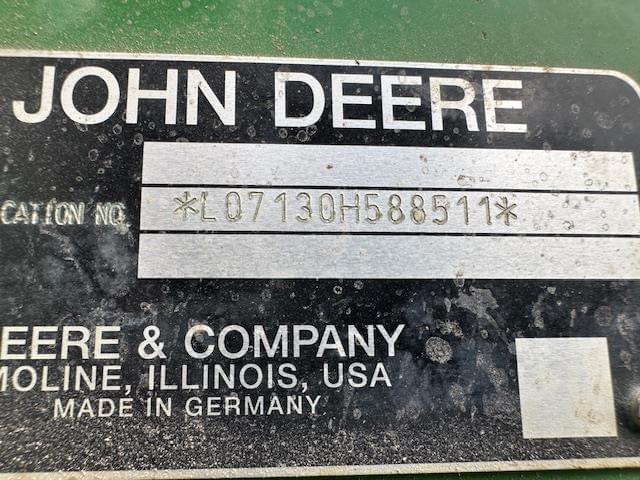 JOHN DEERE
CATION NO.
*L07130H588511*
EERE & COMPANY
MOLINE, ILLINOIS, USA
MADE IN GERMANY